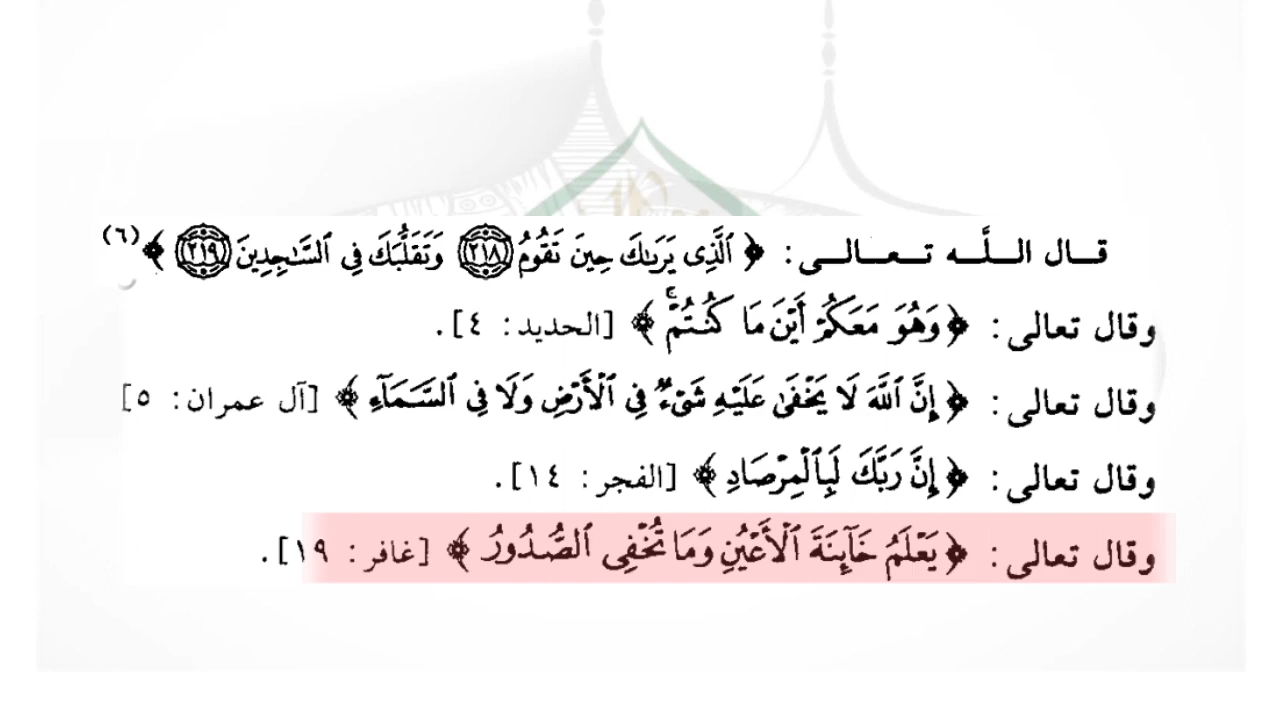 قال اللَّه تعالى: ﴿ ٱلَّذِى يَرَىٰكَ حِينَ تَقُومُ ٢١٨ وَتَقَلُّبَكَ فِى ٱلسَّٰجِدِينَ ٢١٩ ﴾ (٦)
وقال تعالى: ﴿ وَهُوَ مَعَكُمْ أَيْنَ مَا كُنتُمْۚ ﴾ [الحديد: ٤].
وقال تعالى: ﴿ إِنَّ ٱللَّهَ لَا يَخْفَىٰ عَلَيْهِ شَىْءٌ فِى ٱلْأَرْضِ وَلَا فِى ٱلسَّمَآءِ ﴾ [آل عمران: ٥]
وقال تعالى: ﴿ إِنَّ رَبَّكَ لَبِٱلْمِرْصَادِ ﴾ [الفجر: ١٤].
وقال تعالى: ﴿ يَعْلَمُ خَآئِنَةَ ٱلْأَعْيُنِ وَمَا تُخْفِى ٱلصُّدُورُ ﴾ [غافر: ١٩].